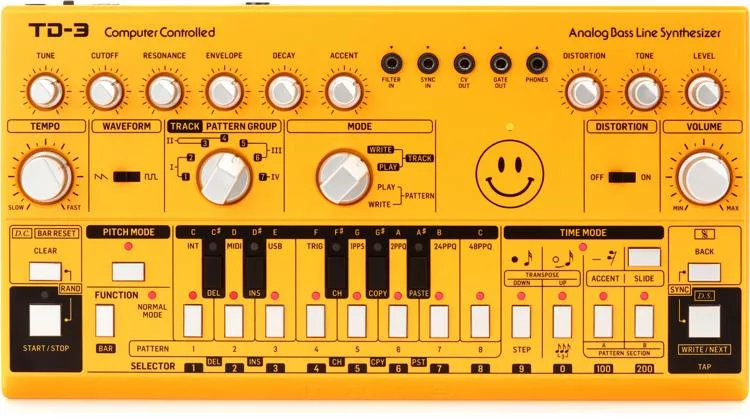 TD-3 Computer Controlled Analog Bass Line Synthesizer
TUNE CUTOFF RESONANCE ENVELOPE DECAY ACCENT DISTORTION TONE LEVEL
FILTER IN SYNC IN CV OUT GATE OUT PHONES
TEMPO WAVEFORM TRACK PATTERN GROUP MODE DISTORTION VOLUME
I II III IV
1 2 3 4 5 6 7
WRITE
PLAY
TRACK
PLAY
WRITE
PATTERN
OFF ON
SLOW FAST
MIN MAX
D.C. BAR RESET
PITCH MODE
C C# D D# E F F# G G# A A# B C
TIME MODE
CLEAR
INT MIDI USB TRIG 1PPS 2PPQ 24PPQ 48PPQ
BACK
RAND
DEL INS CH COPY PASTE
TRANSPOSE
DOWN UP
ACCENT SLIDE
SYNC
D.S.
FUNCTION
NORMAL MODE
START/STOP
BAR
PATTERN 1 2 3 4 5 6 7 8
STEP
A B
PATTERN SECTION
WRITE/NEXT
SELECTOR 1 DEL 2 INS 3 4 CH 5 CPY 6 PST 7 8 9 0 100 200
TAP